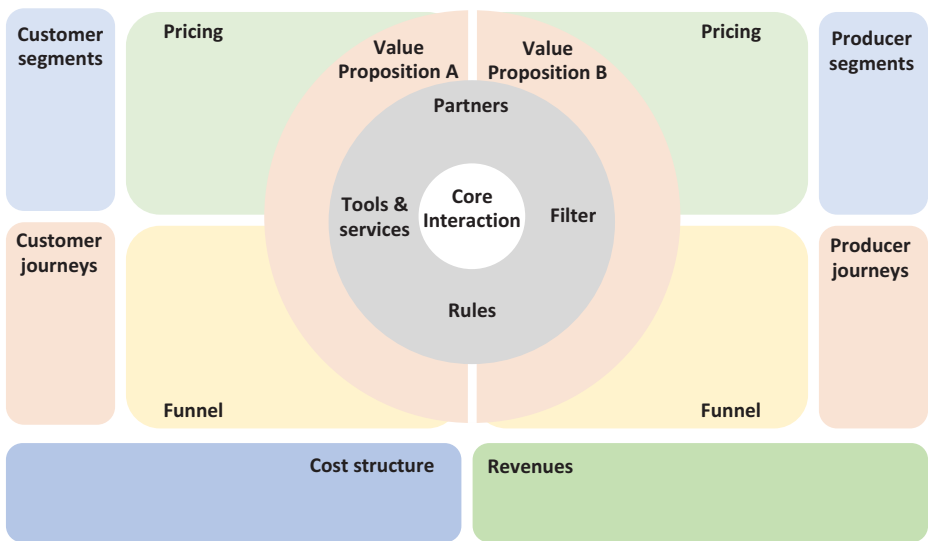 Customer
segments
Pricing
Value
Proposition A
Value
Proposition B
Pricing
Producer
segments
Partners
Tools &
services
Core
Interaction
Filter
Customer
journeys
Producer
journeys
Rules
Funnel
Funnel
Cost structure
Revenues